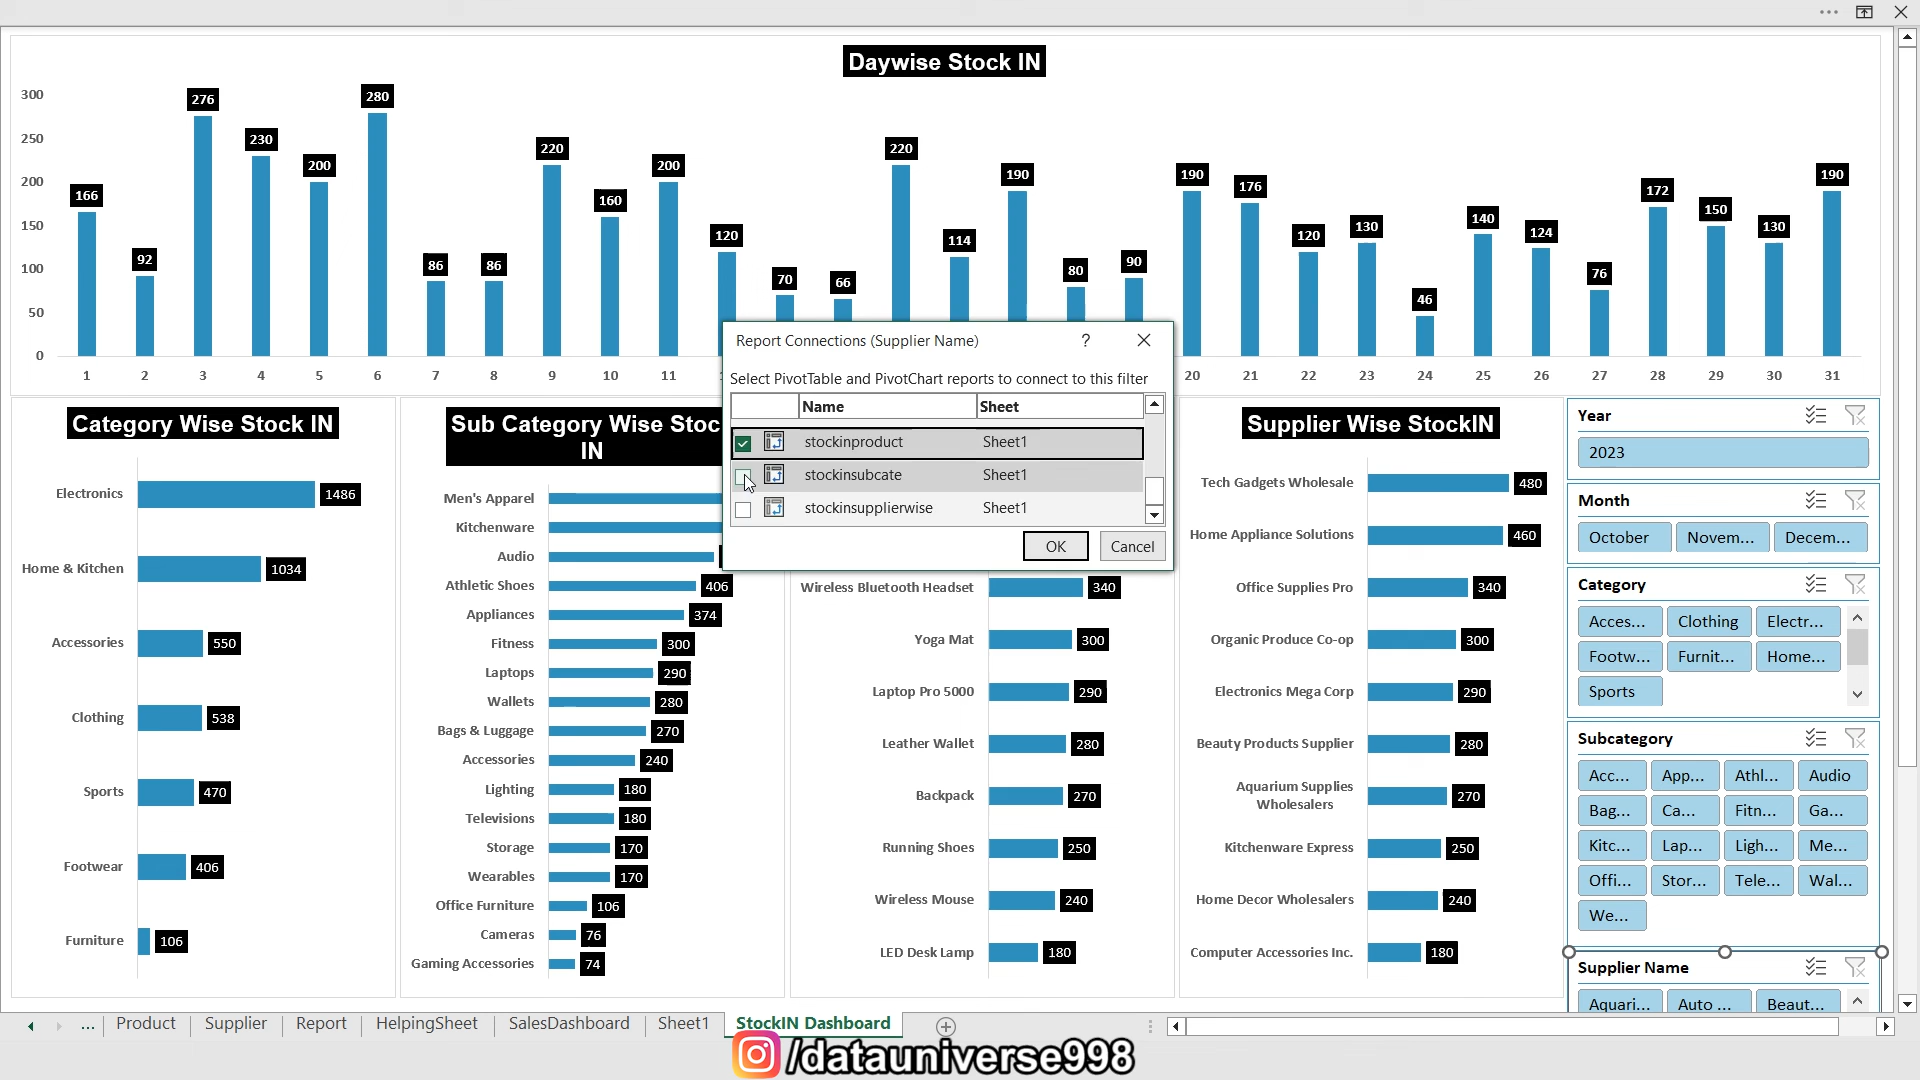 Daywise Stock IN
300
250
200
150
100
50
0
166
92
276
230
200
280
86
86
220
160
200
120
70
66
220
114
190
80
90
190
176
120
130
140
46
124
76
172
150
130
190
1 2 3 4 5 6 7 8 9 10 11 20 21 22 23 24 25 26 27 28 29 30 31
Report Connections (Supplier Name) ?
Select PivotTable and PivotChart reports to connect to this filter
Name Sheet
stockinproduct Sheet1
stockinsubcate Sheet1
stockinsupplierwise Sheet1
OK Cancel
Category Wise Stock IN
Electronics 1486
Home & Kitchen 1034
Accessories 550
Clothing 538
Sports 470
Footwear 406
Furniture 106
Sub Category Wise Stoc
IN
Men's Apparel
Kitchenware
Audio
Athletic Shoes 406
Appliances 374
Fitness 300
Laptops 290
Wallets 280
Bags & Luggage 270
Accessories 240
Lighting 180
Televisions 180
Storage 170
Wearables 170
Office Furniture 106
Cameras 76
Gaming Accessories 74
Wireless Bluetooth Headset 340
Yoga Mat 300
Laptop Pro 5000 290
Leather Wallet 280
Backpack 270
Running Shoes 250
Wireless Mouse 240
LED Desk Lamp 180
Supplier Wise StockIN
Tech Gadgets Wholesale 480
Home Appliance Solutions 460
Office Supplies Pro 340
Organic Produce Co-op 300
Electronics Mega Corp 290
Beauty Products Supplier 280
Aquarium Supplies
Wholesalers 270
Kitchenware Express 250
Home Decor Wholesalers 240
Computer Accessories Inc. 180
Year
2023
Month
October Novem... Decem...
Category
Acces... Clothing Electr...
Footw... Furnit... Home...
Sports
Subcategory
Acc... App... Athl... Audio
Bag... Ca... Fitn... Ga...
Kitc... Lap... Ligh... Me...
Offi... Stor... Tele... Wal...
We...
Supplier Name
Aquari... Auto ... Beaut...
... Product Supplier Report HelpingSheet SalesDashboard Sheet1 StockIN Dashboard
/datauniverse998